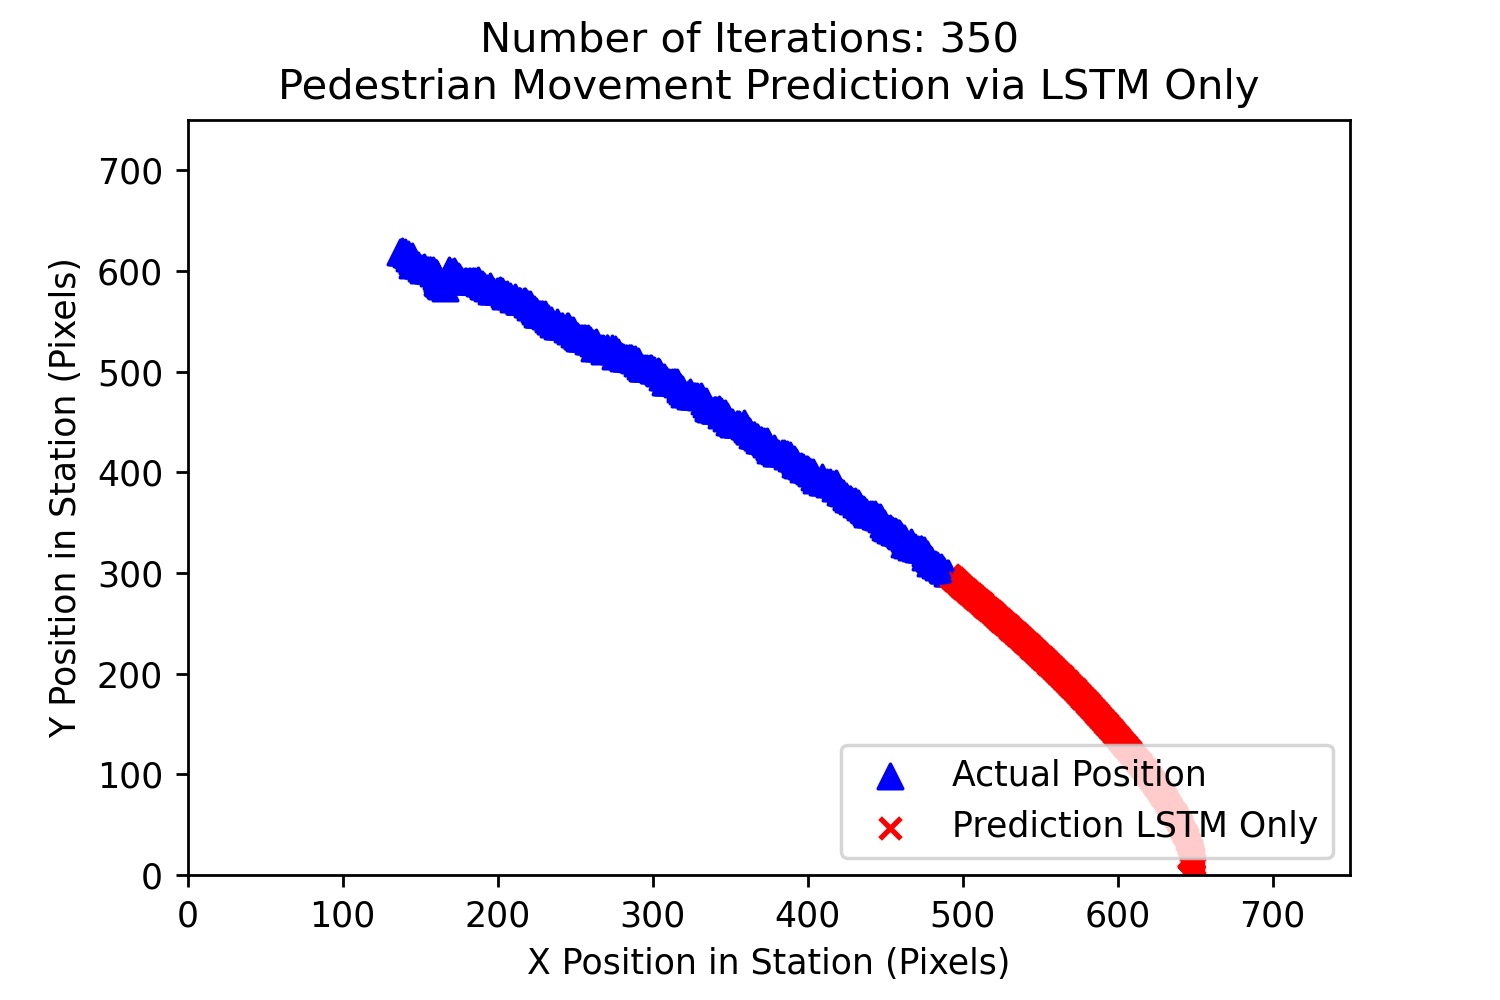 Number of Iterations: 350
Pedestrian Movement Prediction via LSTM Only
700
600
500
400
300
200
100
0
Y Position in Station (Pixels)
Actual Position
Prediction LSTM Only
0 100 200 300 400 500 600 700
X Position in Station (Pixels)